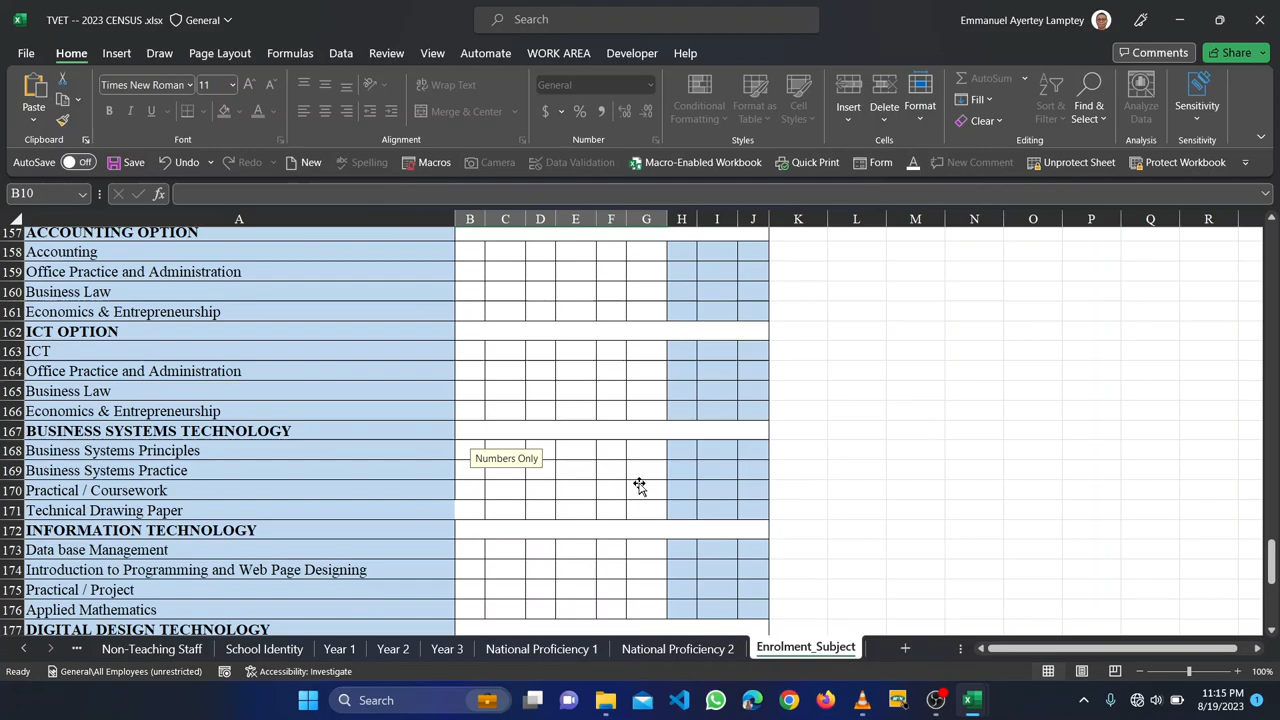 TVET -- 2023 CENSUS .xlsx General Search Emmanuel Ayertey Lamptey
File Home Insert Draw Page Layout Formulas Data Review View Automate WORK AREA Developer Help Comments Share
Times New Roman 11 Wrap Text General AutoSum
Paste Merge & Center Conditional Formatting Format as Table Cell Styles Insert Delete Format Fill Clear Sort & Filter Find & Select Analyze Data Sensitivity
Clipboard Font Alignment Number Styles Cells Editing Analysis Sensitivity
AutoSave Off Save Undo Redo New Spelling Macros Camera Data Validation Macro-Enabled Workbook Quick Print Form New Comment Unprotect Sheet Protect Workbook
B10 fx
A B C D E F G H I J K L M N O P Q R
157 ACCOUNTING OPTION
158 Accounting
159 Office Practice and Administration
160 Business Law
161 Economics & Entrepreneurship
162 ICT OPTION
163 ICT
164 Office Practice and Administration
165 Business Law
166 Economics & Entrepreneurship
167 BUSINESS SYSTEMS TECHNOLOGY
168 Business Systems Principles
Numbers Only
169 Business Systems Practice
170 Practical / Coursework
171 Technical Drawing Paper
172 INFORMATION TECHNOLOGY
173 Data base Management
174 Introduction to Programming and Web Page Designing
175 Practical / Project
176 Applied Mathematics
177 DIGITAL DESIGN TECHNOLOGY
Non-Teaching Staff School Identity Year 1 Year 2 Year 3 National Proficiency 1 National Proficiency 2 Enrolment_Subject
Ready General\All Employees (unrestricted) Accessibility: Investigate 100%
Search 11:15 PM
8/19/2023